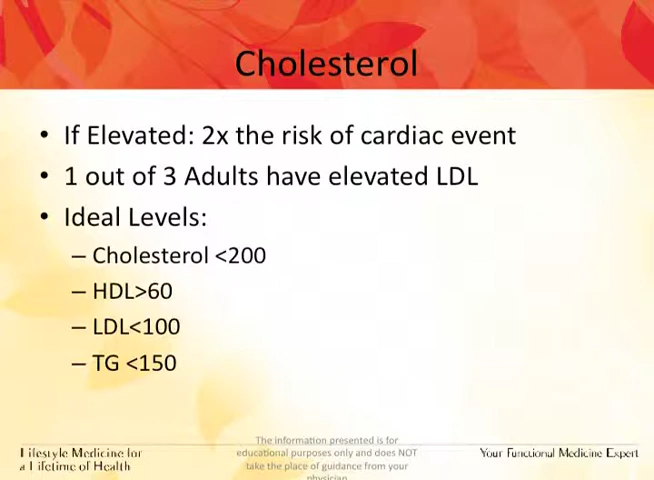 Cholesterol
• If Elevated: 2x the risk of cardiac event
• 1 out of 3 Adults have elevated LDL
• Ideal Levels:
– Cholesterol <200
– HDL>60
– LDL<100
– TG <150
Lifestyle Medicine for
a Lifetime of Health
The information presented is for
educational purposes only and does NOT
take the place of guidance from your
physician
Your Functional Medicine Expert